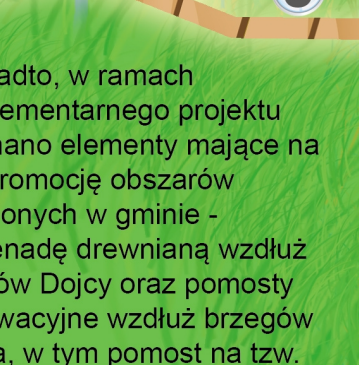 adto, w ramach
ementarnego projektu
ano elementy mające na
romocję obszarów
onych w gminie -
enadę drewnianą wzdłuż
ów Dojcy oraz pomosty
wacyjne wzdłuż brzegów
a, w tym pomost na tzw.